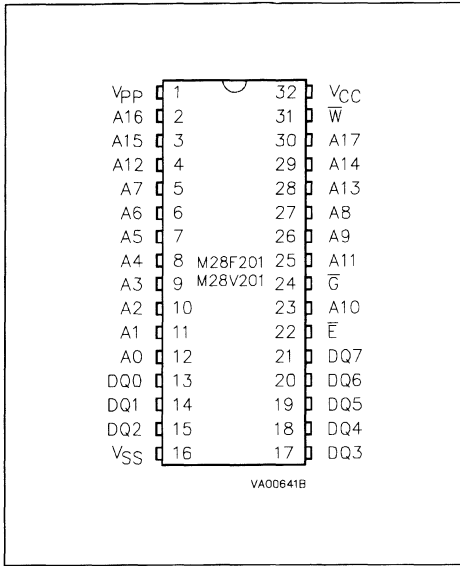 VPP 1 32 VCC
A16 2 31 W̅
A15 3 30 A17
A12 4 29 A14
A7 5 28 A13
A6 6 27 A8
A5 7 26 A9
A4 8 M28F201 25 A11
A3 9 M28V201 24 G̅
A2 10 23 A10
A1 11 22 E̅
A0 12 21 DQ7
DQ0 13 20 DQ6
DQ1 14 19 DQ5
DQ2 15 18 DQ4
VSS 16 17 DQ3
VA00641B